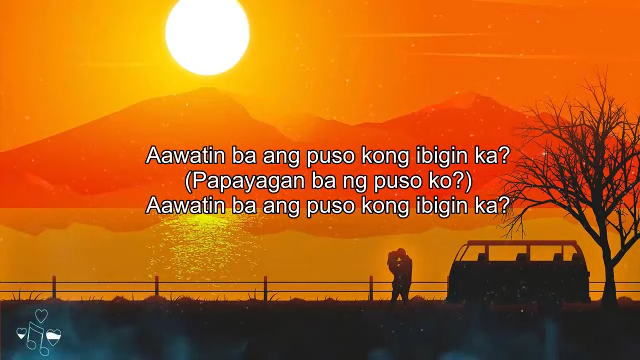 Aawatin ba ang puso kong ibigin ka?
(Papayagan ba ng puso ko?)
Aawatin ba ang puso kong ibigin ka?